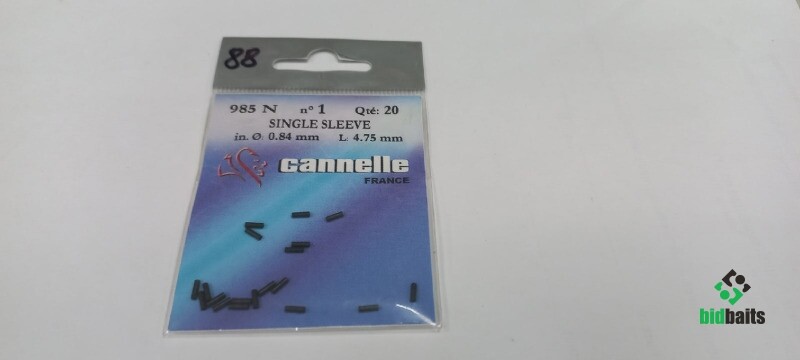 88
985 N n° 1 Qté: 20
SINGLE SLEEVE
in. Ø: 0.84 mm L: 4.75 mm
cannelle
FRANCE
bidbaits